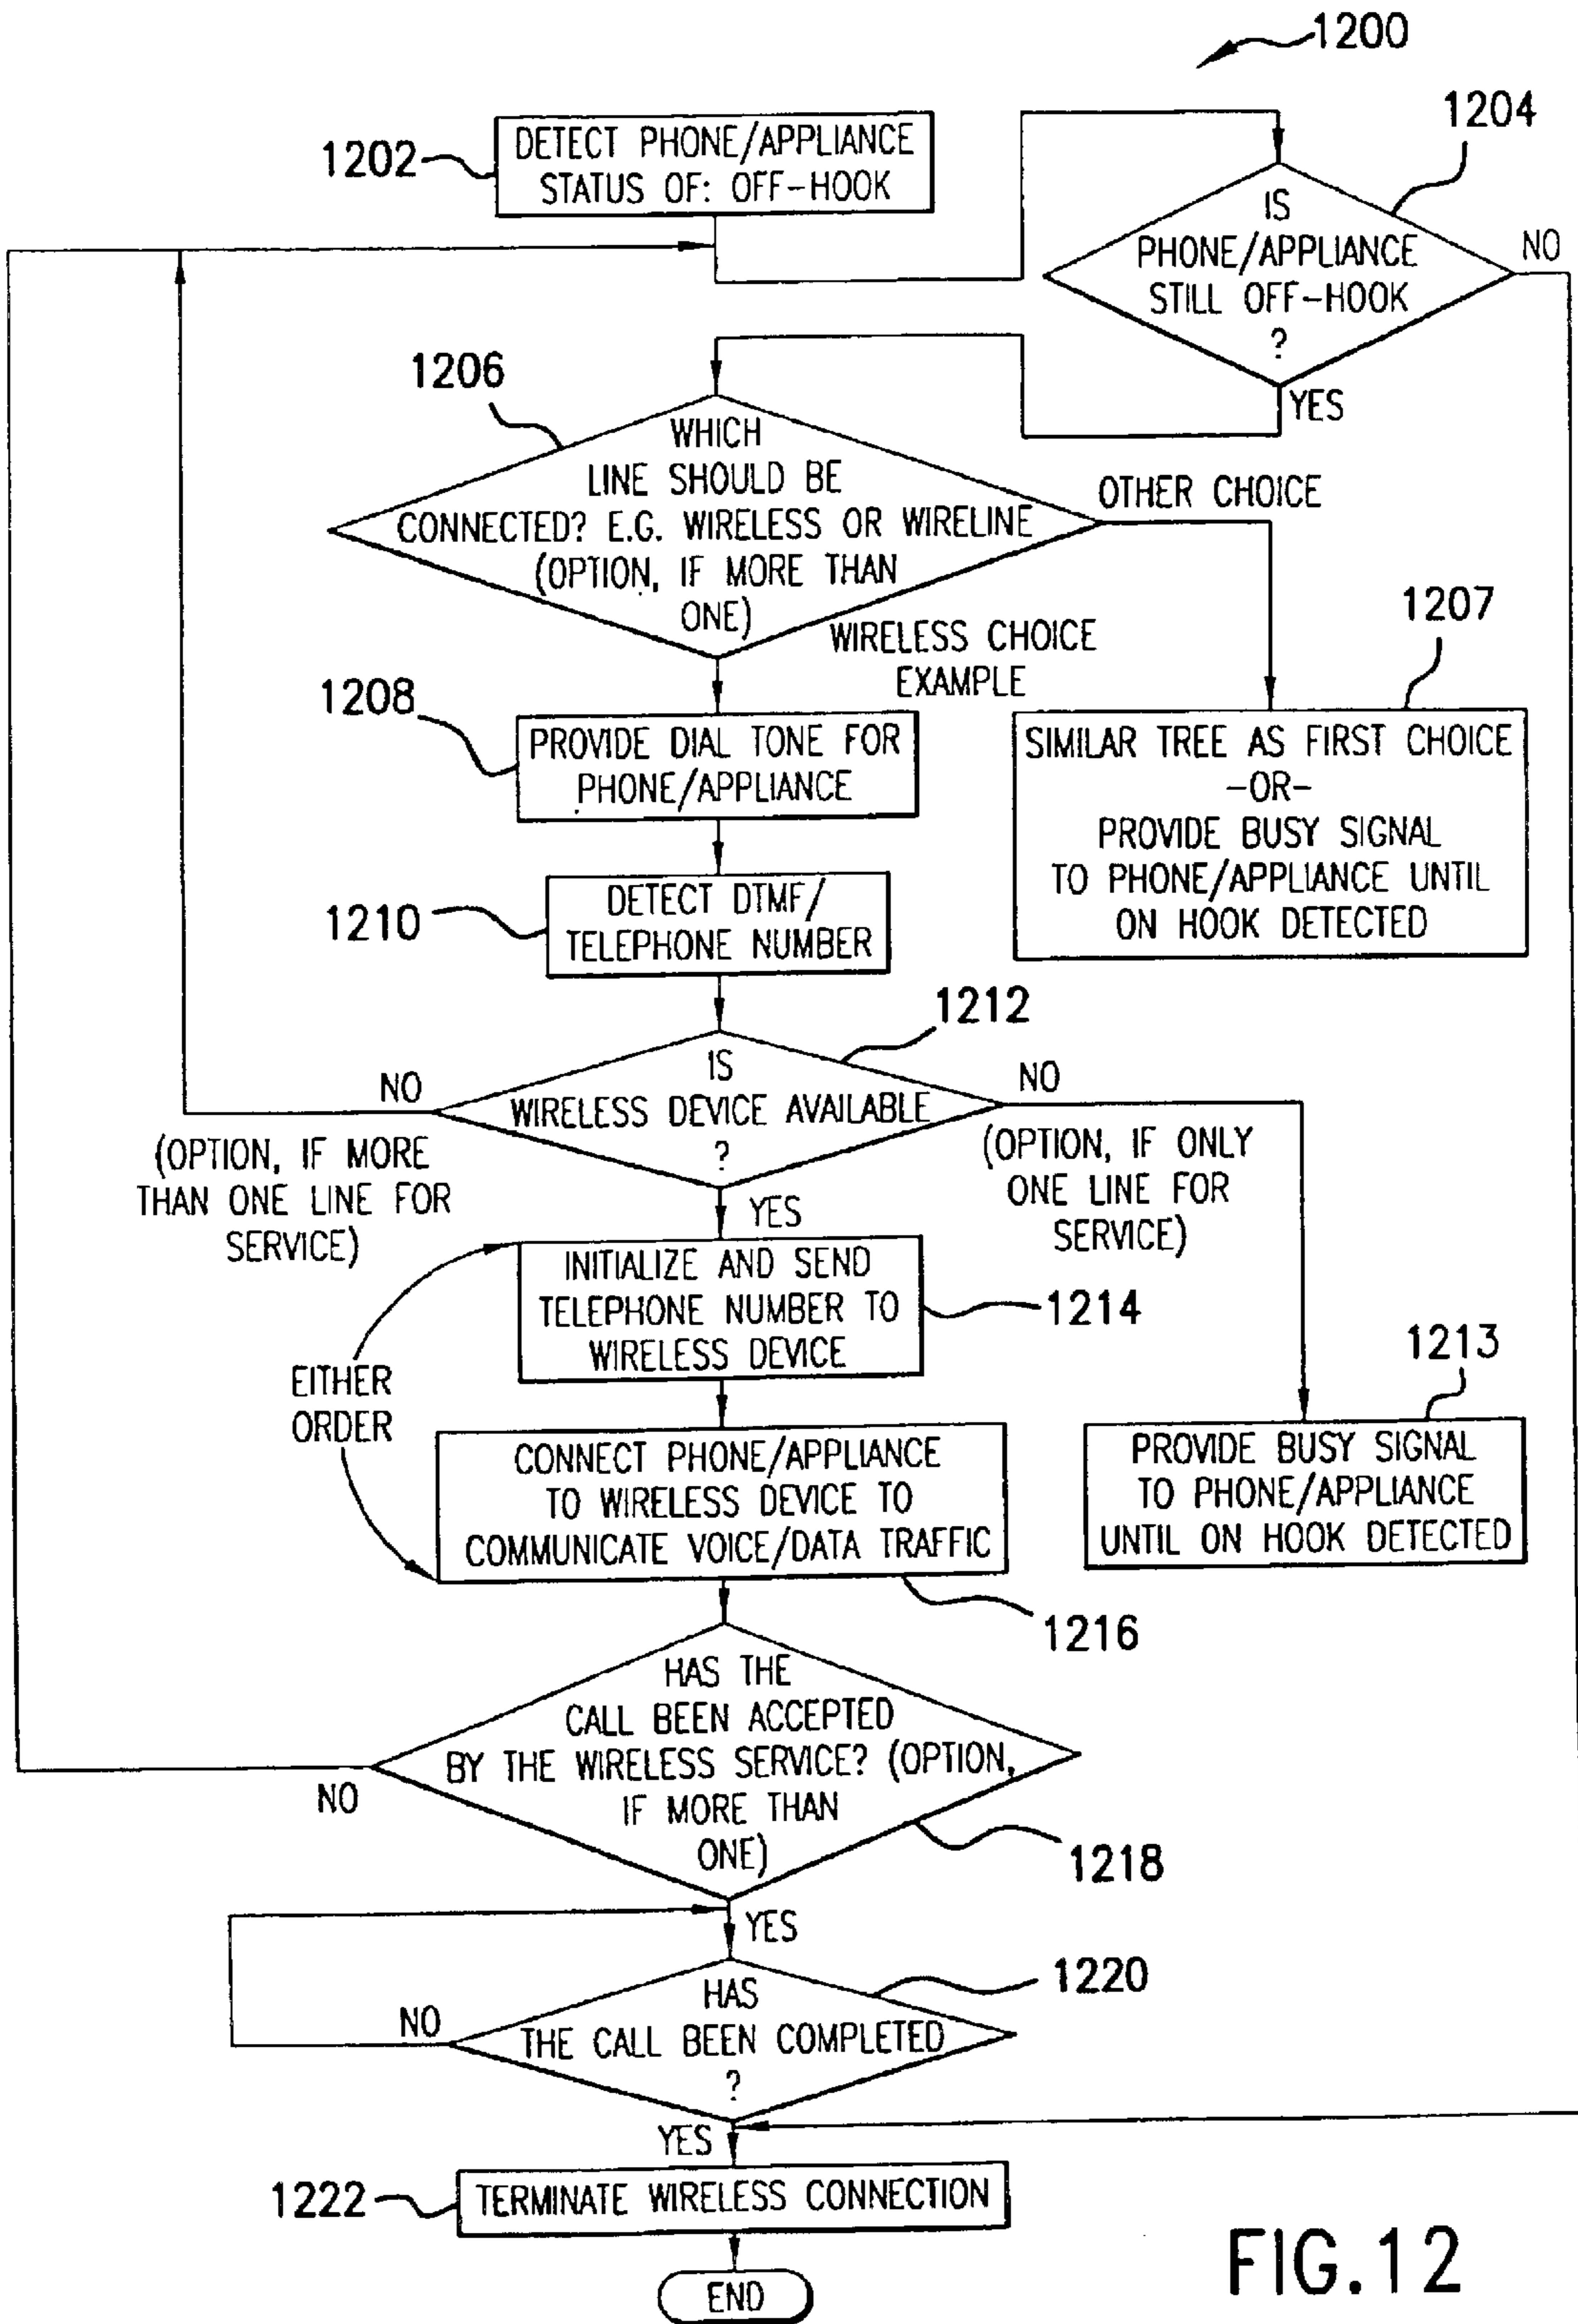 1200
1202
DETECT PHONE/APPLIANCE
STATUS OF: OFF-HOOK
1204
IS
PHONE/APPLIANCE
STILL OFF-HOOK
?
NO
YES
1206
WHICH
LINE SHOULD BE
CONNECTED? E.G. WIRELESS OR WIRELINE
(OPTION, IF MORE THAN
ONE)
OTHER CHOICE
WIRELESS CHOICE
EXAMPLE
1207
SIMILAR TREE AS FIRST CHOICE
-OR-
PROVIDE BUSY SIGNAL
TO PHONE/APPLIANCE UNTIL
ON HOOK DETECTED
1208
PROVIDE DIAL TONE FOR
PHONE/APPLIANCE
1210
DETECT DTMF/
TELEPHONE NUMBER
1212
IS
WIRELESS DEVICE AVAILABLE
?
NO
(OPTION, IF MORE
THAN ONE LINE FOR
SERVICE)
NO
(OPTION, IF ONLY
ONE LINE FOR
SERVICE)
YES
INITIALIZE AND SEND
TELEPHONE NUMBER TO
WIRELESS DEVICE
1214
EITHER
ORDER
1213
PROVIDE BUSY SIGNAL
TO PHONE/APPLIANCE
UNTIL ON HOOK DETECTED
CONNECT PHONE/APPLIANCE
TO WIRELESS DEVICE TO
COMMUNICATE VOICE/DATA TRAFFIC
1216
HAS THE
CALL BEEN ACCEPTED
BY THE WIRELESS SERVICE? (OPTION,
IF MORE THAN
ONE)
NO
1218
YES
1220
HAS
THE CALL BEEN COMPLETED
?
NO
YES
1222
TERMINATE WIRELESS CONNECTION
END
FIG.12